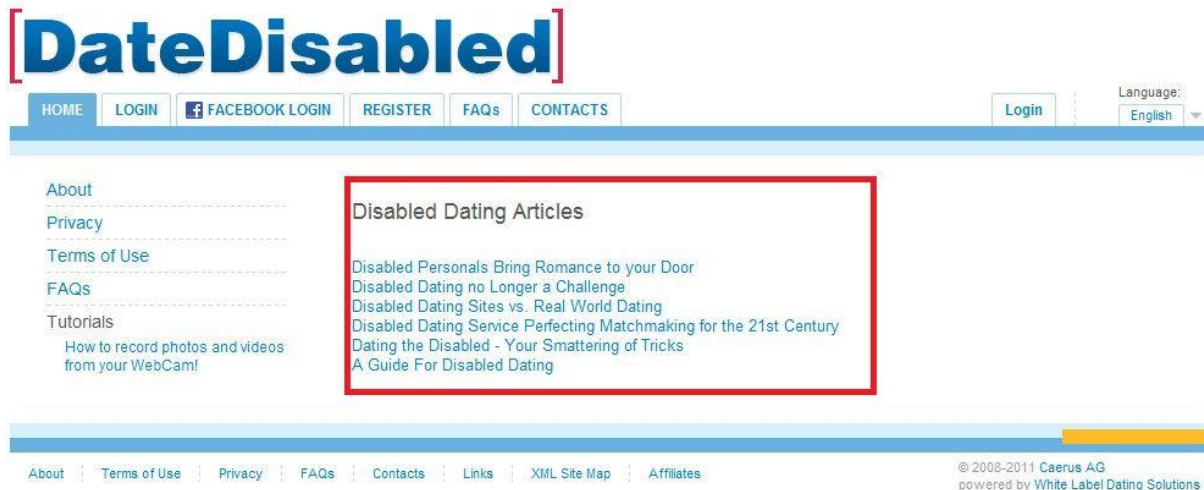 [DateDisabled]
HOME LOGIN FACEBOOK LOGIN REGISTER FAQs CONTACTS Login
Language:
English
About
Privacy
Terms of Use
FAQs
Tutorials
How to record photos and videos
from your WebCam!
Disabled Dating Articles
Disabled Personals Bring Romance to your Door
Disabled Dating no Longer a Challenge
Disabled Dating Sites vs. Real World Dating
Disabled Dating Service Perfecting Matchmaking for the 21st Century
Dating the Disabled - Your Smattering of Tricks
A Guide For Disabled Dating
About Terms of Use Privacy FAQs Contacts Links XML Site Map Affiliates
© 2008-2011 Caerus AG
powered by White Label Dating Solutions